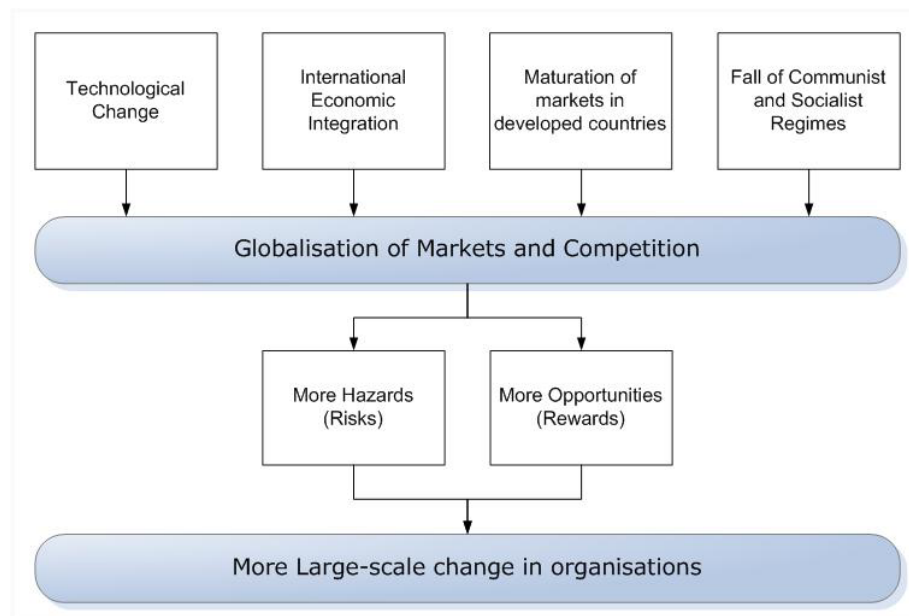 Technological
Change
International
Economic
Integration
Maturation of
markets in
developed countries
Fall of Communist
and Socialist
Regimes
Globalisation of Markets and Competition
More Hazards
(Risks)
More Opportunities
(Rewards)
More Large-scale change in organisations